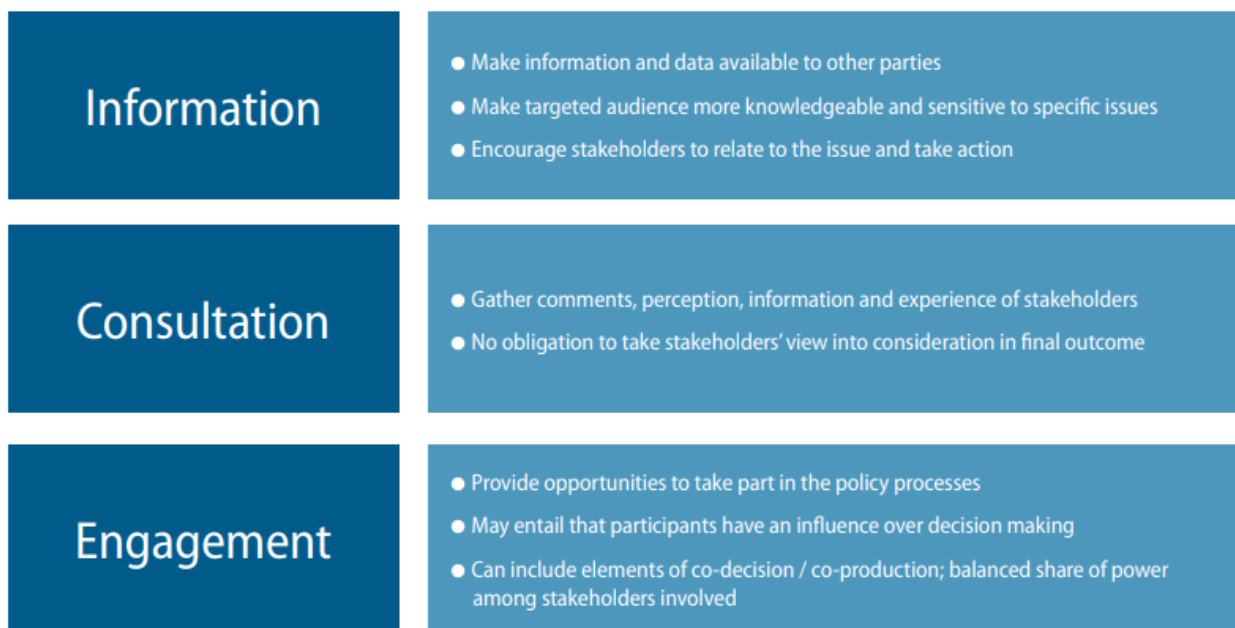 Information
● Make information and data available to other parties
● Make targeted audience more knowledgeable and sensitive to specific issues
● Encourage stakeholders to relate to the issue and take action
Consultation
● Gather comments, perception, information and experience of stakeholders
● No obligation to take stakeholders’ view into consideration in final outcome
Engagement
● Provide opportunities to take part in the policy processes
● May entail that participants have an influence over decision making
● Can include elements of co-decision / co-production; balanced share of power
among stakeholders involved